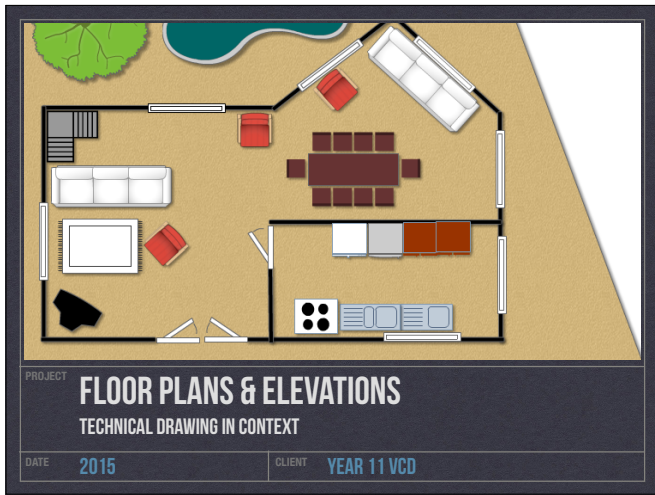 PROJECT
FLOOR PLANS & ELEVATIONS
TECHNICAL DRAWING IN CONTEXT
DATE
2015
CLIENT
YEAR 11 VCD